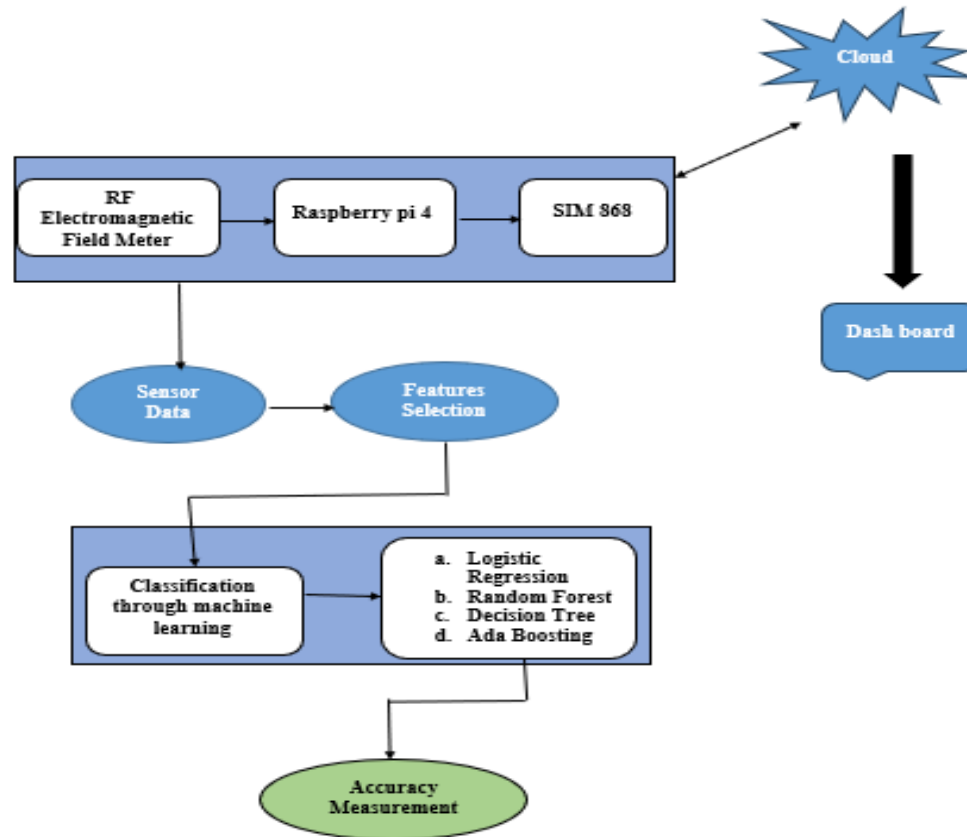 Cloud
RF
Electromagnetic
Field Meter
Raspberry pi 4
SIM 868
Dash board
Sensor
Data
Features
Selection
Classification
through machine
learning
a. Logistic
Regression
b. Random Forest
c. Decision Tree
d. Ada Boosting
Accuracy
Measurement